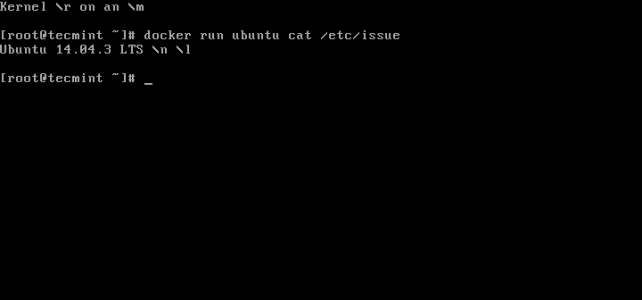 Kernel \r on an \m
[root@tecmint ~]# docker run ubuntu cat /etc/issue
Ubuntu 14.04.3 LTS \n \l
[root@tecmint ~]# _